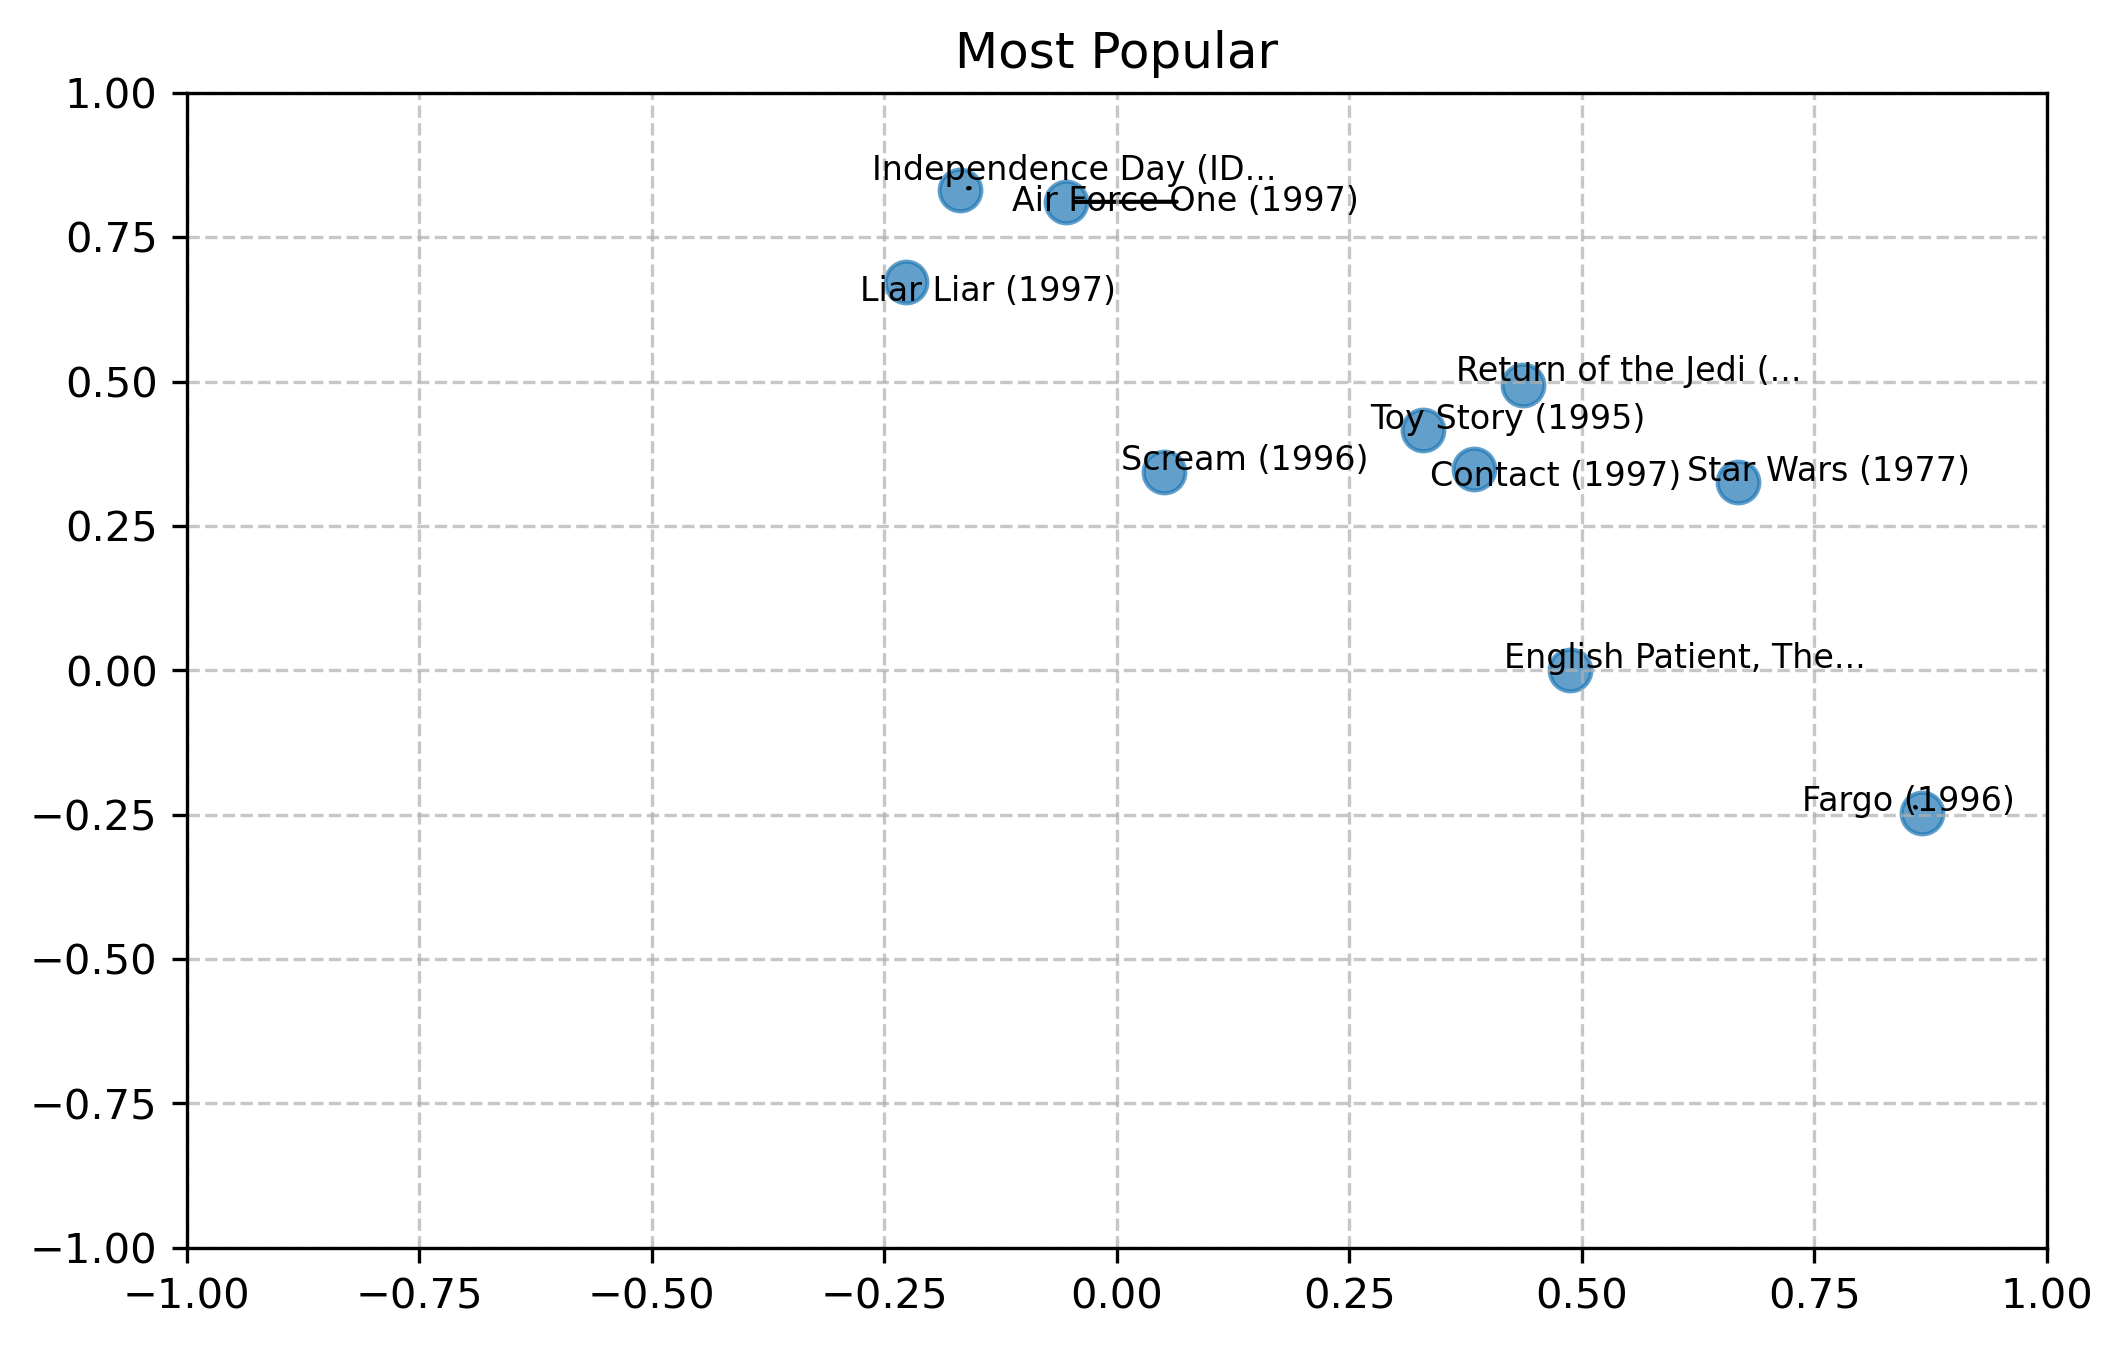 Most Popular
1.00
Independence Day (ID...
Air Force One (1997)
0.75
Liar Liar (1997)
Return of the Jedi (...
0.50
Toy Story (1995)
Scream (1996)
Contact (1997)
Star Wars (1977)
0.25
English Patient, The...
0.00
Fargo (1996)
−0.25
−0.50
−0.75
−1.00
−1.00 −0.75 −0.50 −0.25 0.00 0.25 0.50 0.75 1.00